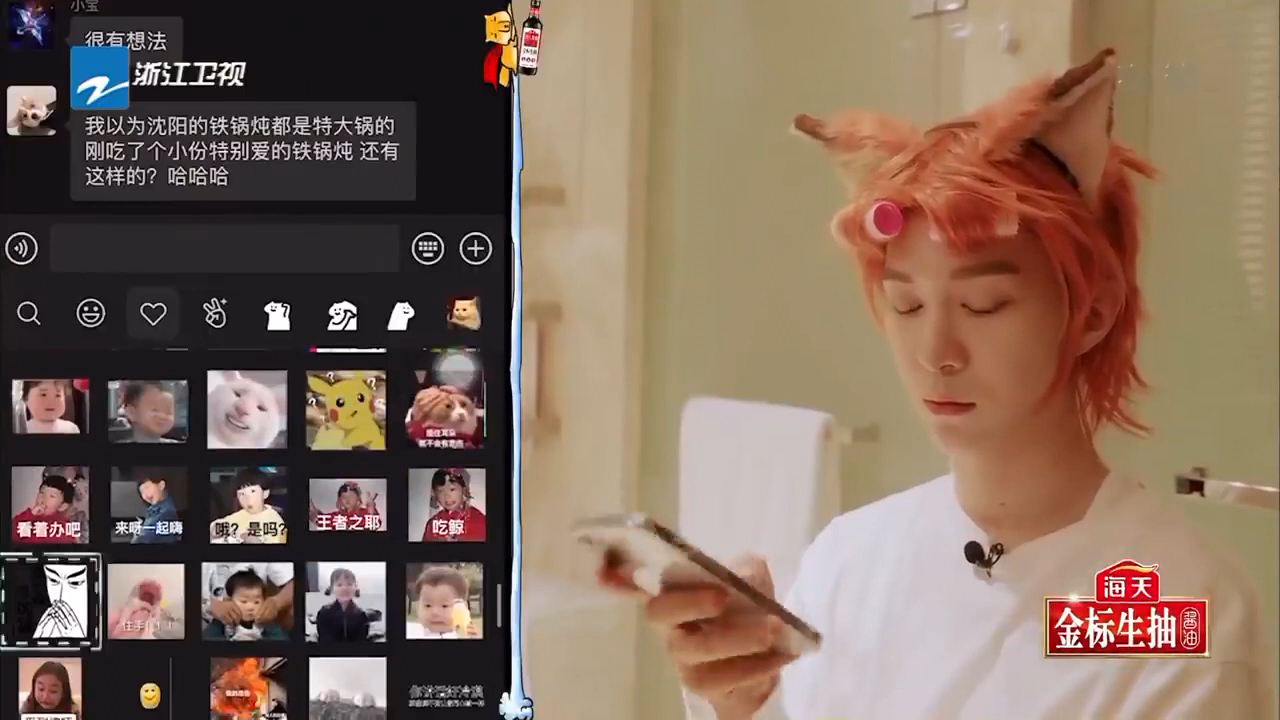 小宝
很有想法
浙江卫视
我以为沈阳的铁锅炖都是特大锅的
刚吃了个小份特别爱的铁锅炖 还有
这样的？哈哈哈
看着办吧
来呀一起嗨
哦？是吗？
王者之耶
吃鲸
住手!
海天
金标生抽
酱油